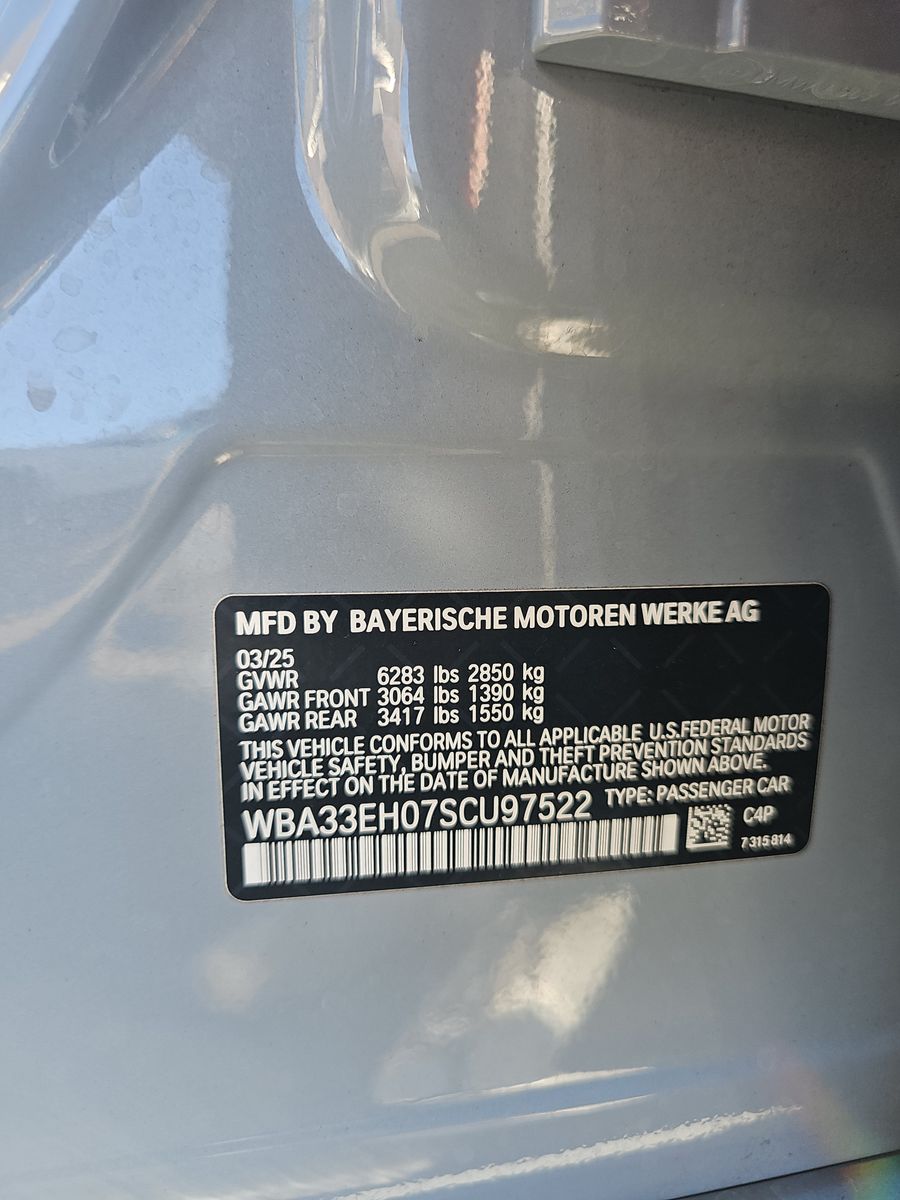 MFD BY BAYERISCHE MOTOREN WERKE AG
03/25
GVWR 6283 lbs 2850 kg
GAWR FRONT 3064 lbs 1390 kg
GAWR REAR 3417 lbs 1550 kg
THIS VEHICLE CONFORMS TO ALL APPLICABLE U.S.FEDERAL MOTOR
VEHICLE SAFETY, BUMPER AND THEFT PREVENTION STANDARDS
IN EFFECT ON THE DATE OF MANUFACTURE SHOWN ABOVE.
WBA33EH07SCU97522 TYPE: PASSENGER CAR
C4P
7 315 814